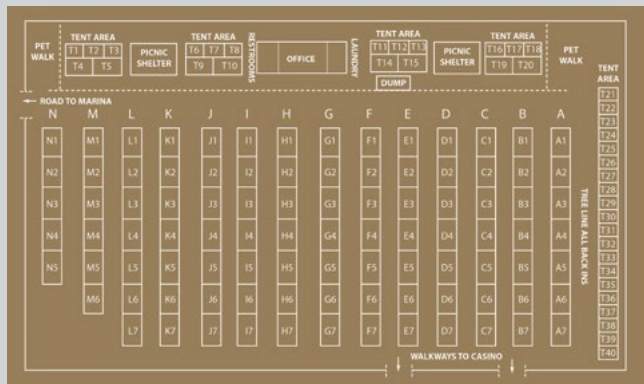 TENT AREA
TENT AREA
TENT AREA
TENT AREA
PET WALK
T1 T2 T3
T4 T5
PICNIC SHELTER
T6 T7 T8
T9 T10
RESTROOMS
OFFICE
LAUNDRY
T11 T12 T13
T14 T15
DUMP
PICNIC SHELTER
T16 T17 T18
T19 T20
PET WALK
TENT AREA
ROAD TO MARINA
N M L K J I H G F E D C B A
N1 M1 L1 K1 J1 I1 H1 G1 F1 E1 D1 C1 B1 A1
N2 M2 L2 K2 J2 I2 H2 G2 F2 E2 D2 C2 B2 A2
N3 M3 L3 K3 J3 I3 H3 G3 F3 E3 D3 C3 B3 A3
N4 M4 L4 K4 J4 I4 H4 G4 F4 E4 D4 C4 B4 A4
N5 M5 L5 K5 J5 I5 H5 G5 F5 E5 D5 C5 B5 A5
M6 L6 K6 J6 I6 H6 G6 F6 E6 D6 C6 B6 A6
L7 K7 J7 I7 H7 G7 F7 E7 D7 C7 B7 A7
TREE LINE ALL BACK INS
T21
T22
T23
T24
T25
T26
T27
T28
T29
T30
T31
T32
T33
T34
T35
T36
T37
T38
T39
T40
WALKWAYS TO CASINO